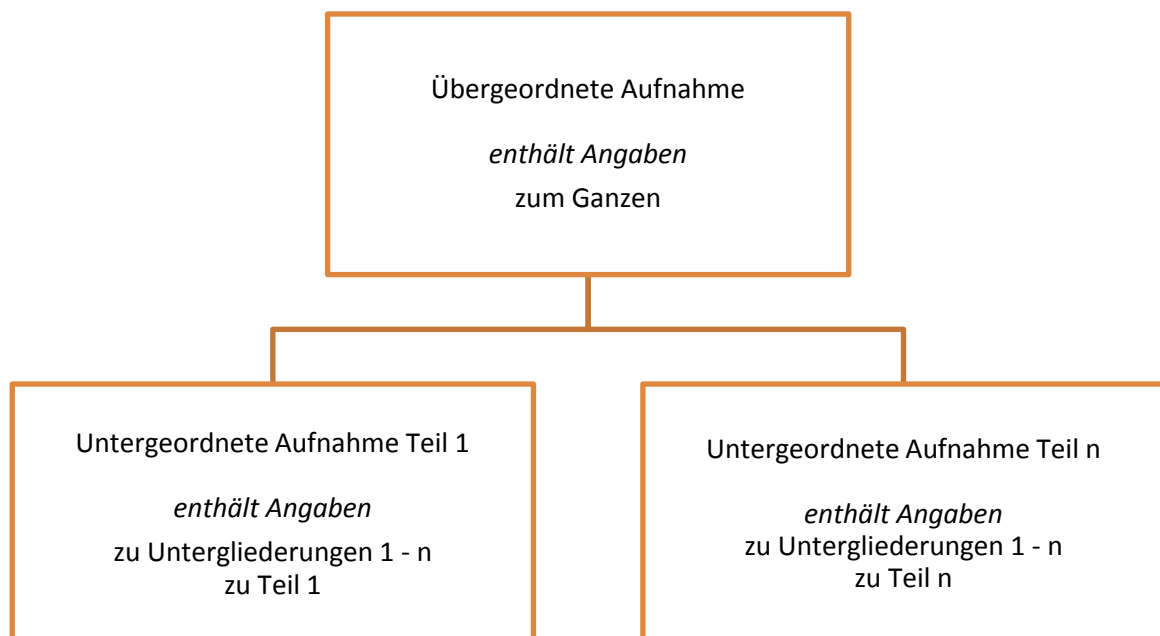 Übergeordnete Aufnahme
enthält Angaben
zum Ganzen
Untergeordnete Aufnahme Teil 1
enthält Angaben
zu Untergliederungen 1 - n
zu Teil 1
Untergeordnete Aufnahme Teil n
enthält Angaben
zu Untergliederungen 1 - n
zu Teil n